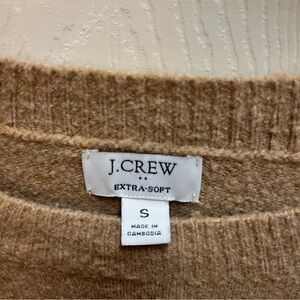 J.CREW
EXTRA-SOFT
S
MADE IN
CAMBODIA